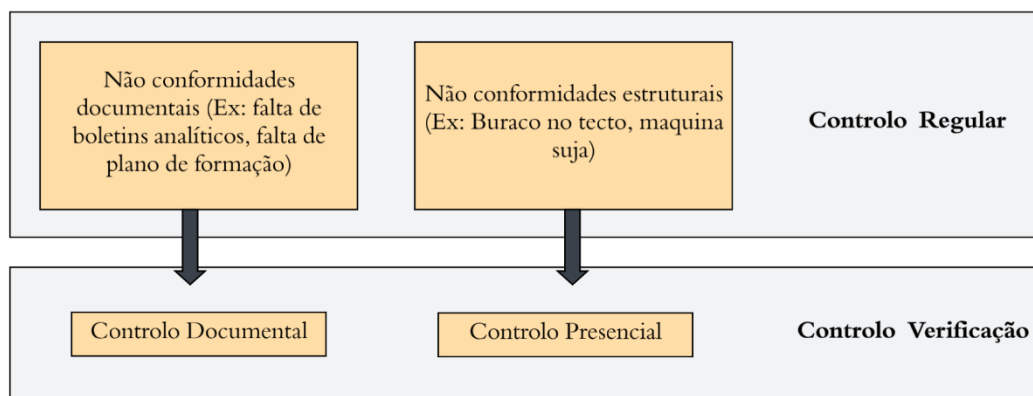 Não conformidades
documentais (Ex: falta de
boletins analíticos, falta de
plano de formação)
Não conformidades estruturais
(Ex: Buraco no tecto, maquina
suja)
Controlo Regular
Controlo Documental
Controlo Presencial
Controlo Verificação